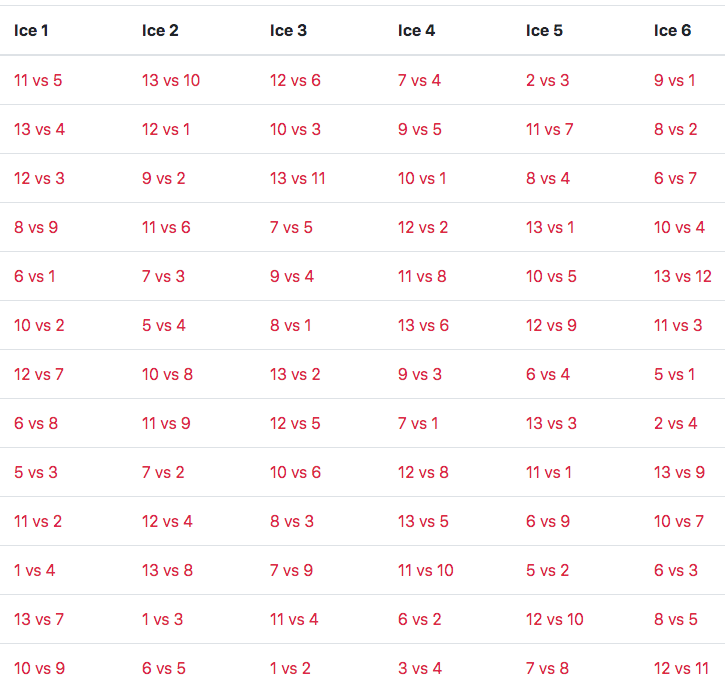 Ice 1 Ice 2 Ice 3 Ice 4 Ice 5 Ice 6
11 vs 5 13 vs 10 12 vs 6 7 vs 4 2 vs 3 9 vs 1
13 vs 4 12 vs 1 10 vs 3 9 vs 5 11 vs 7 8 vs 2
12 vs 3 9 vs 2 13 vs 11 10 vs 1 8 vs 4 6 vs 7
8 vs 9 11 vs 6 7 vs 5 12 vs 2 13 vs 1 10 vs 4
6 vs 1 7 vs 3 9 vs 4 11 vs 8 10 vs 5 13 vs 12
10 vs 2 5 vs 4 8 vs 1 13 vs 6 12 vs 9 11 vs 3
12 vs 7 10 vs 8 13 vs 2 9 vs 3 6 vs 4 5 vs 1
6 vs 8 11 vs 9 12 vs 5 7 vs 1 13 vs 3 2 vs 4
5 vs 3 7 vs 2 10 vs 6 12 vs 8 11 vs 1 13 vs 9
11 vs 2 12 vs 4 8 vs 3 13 vs 5 6 vs 9 10 vs 7
1 vs 4 13 vs 8 7 vs 9 11 vs 10 5 vs 2 6 vs 3
13 vs 7 1 vs 3 11 vs 4 6 vs 2 12 vs 10 8 vs 5
10 vs 9 6 vs 5 1 vs 2 3 vs 4 7 vs 8 12 vs 11